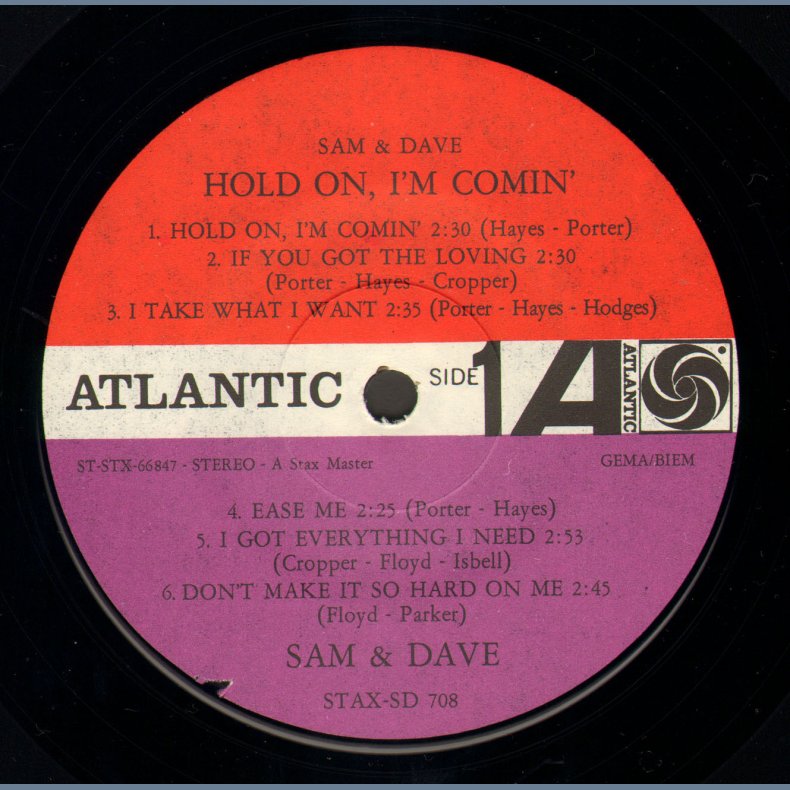 SAM & DAVE
HOLD ON, I'M COMIN'
1. HOLD ON, I'M COMIN' 2:30 (Hayes - Porter)
2. IF YOU GOT THE LOVING 2:30
(Porter - Hayes - Cropper)
3. I TAKE WHAT I WANT 2:35 (Porter - Hayes - Hodges)
ATLANTIC SIDE 1 A ATLANTIC
ST-STX-66847 - STEREO - A Stax Master GEMA/BIEM
4. EASE ME 2:25 (Porter - Hayes)
5. I GOT EVERYTHING I NEED 2:53
(Cropper - Floyd - Isbell)
6. DON'T MAKE IT SO HARD ON ME 2:45
(Floyd - Parker)
SAM & DAVE
STAX-SD 708